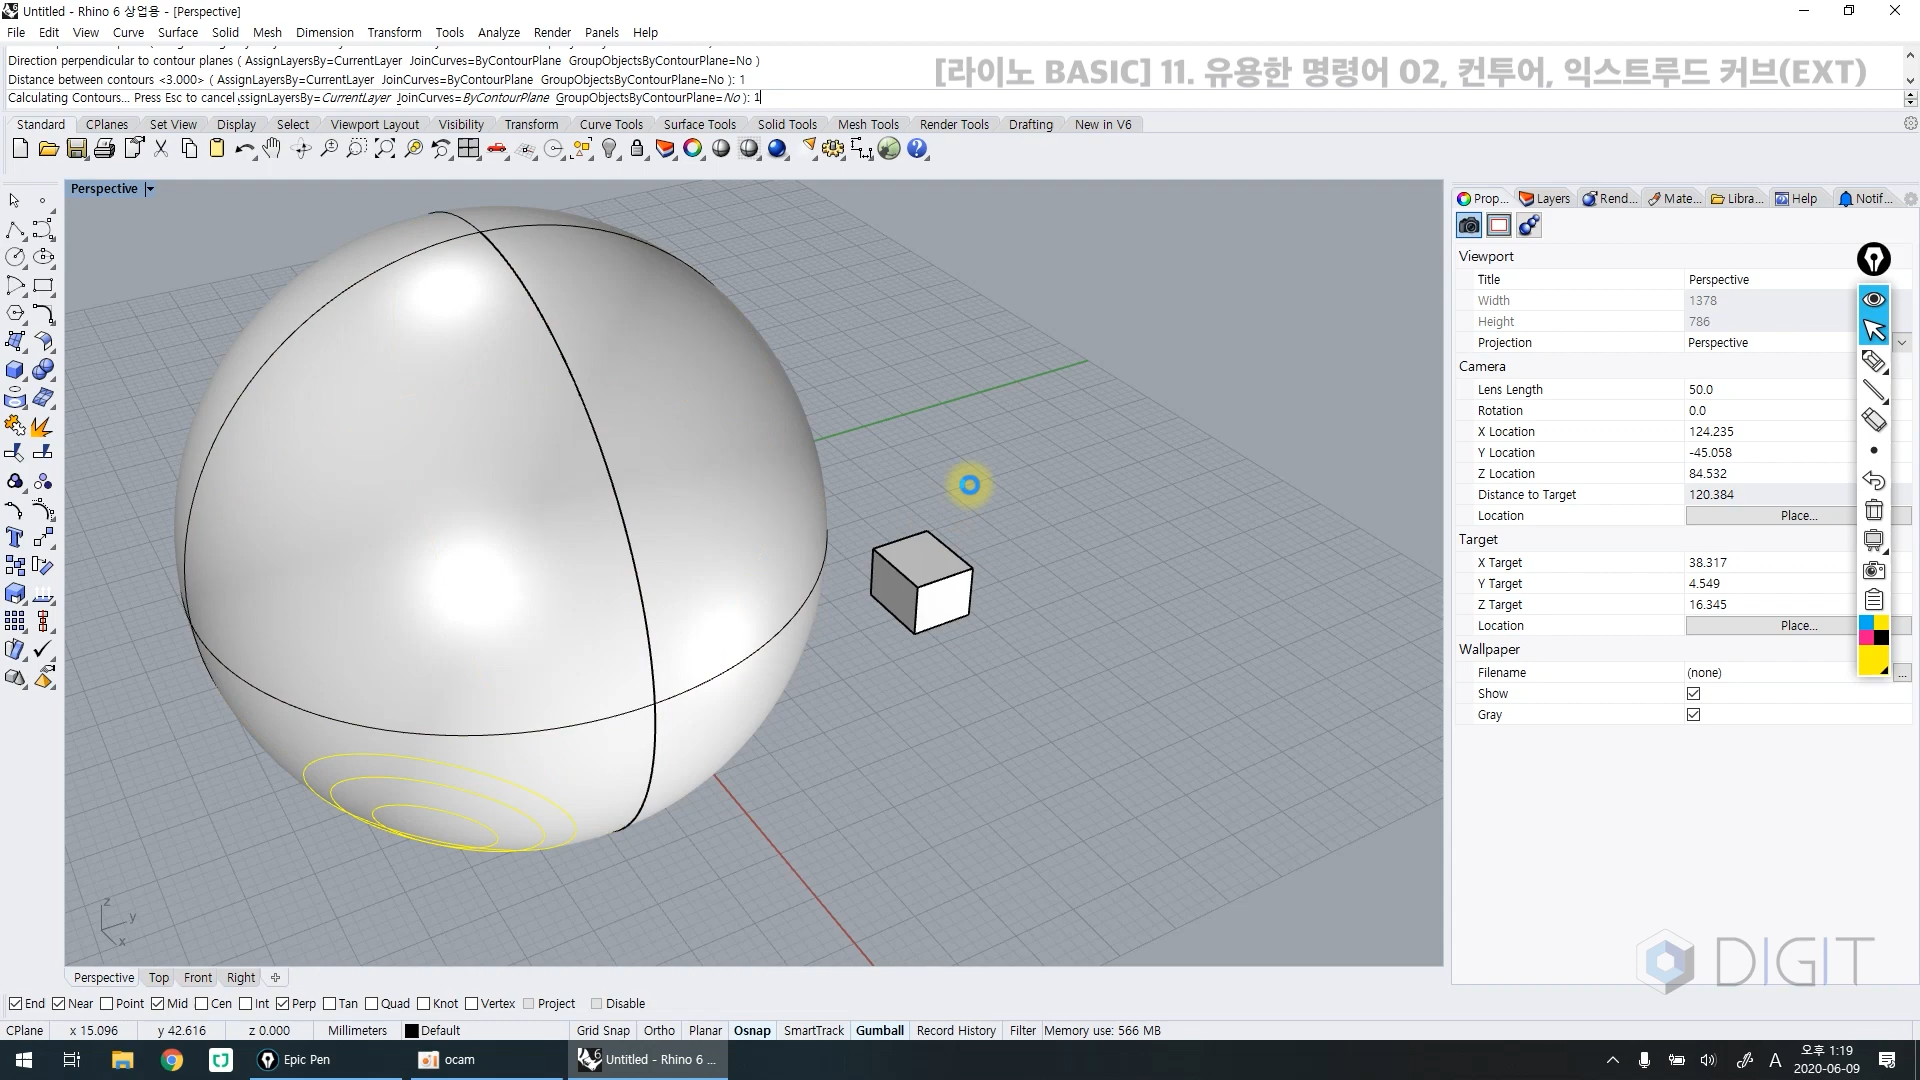 Untitled - Rhino 6 상업용 - [Perspective]
File Edit View Curve Surface Solid Mesh Dimension Transform Tools Analyze Render Panels Help
Direction perpendicular to contour planes ( AssignLayersBy=CurrentLayer JoinCurves=ByContourPlane GroupObjectsByContourPlane=No )
Distance between contours <3.000> ( AssignLayersBy=CurrentLayer JoinCurves=ByContourPlane GroupObjectsByContourPlane=No ): 1
Calculating Contours... Press Esc to cancel ssignLayersBy=CurrentLayer JoinCurves=ByContourPlane GroupObjectsByContourPlane=No ): 1
[라이노 BASIC] 11. 유용한 명령어 02, 컨투어, 익스트루드 커브(EXT)
Standard CPlanes Set View Display Select Viewport Layout Visibility Transform Curve Tools Surface Tools Solid Tools Mesh Tools Render Tools Drafting New in V6
Perspective
Prop... Layers Rend... Mate... Libra... Help Notif...
Viewport
Title Perspective
Width 1378
Height 786
Projection Perspective
Camera
Lens Length 50.0
Rotation 0.0
X Location 124.235
Y Location -45.058
Z Location 84.532
Distance to Target 120.384
Location Place...
Target
X Target 38.317
Y Target 4.549
Z Target 16.345
Location Place...
Wallpaper
Filename (none) ...
Show
Gray
z
y
x
DIGIT
Perspective Top Front Right
End Near Point Mid Cen Int Perp Tan Quad Knot Vertex Project Disable
CPlane x 15.096 y 42.616 z 0.000 Millimeters Default Grid Snap Ortho Planar Osnap SmartTrack Gumball Record History Filter Memory use: 566 MB
Epic Pen ocam Untitled - Rhino 6 ... A 오후 1:19
2020-06-09